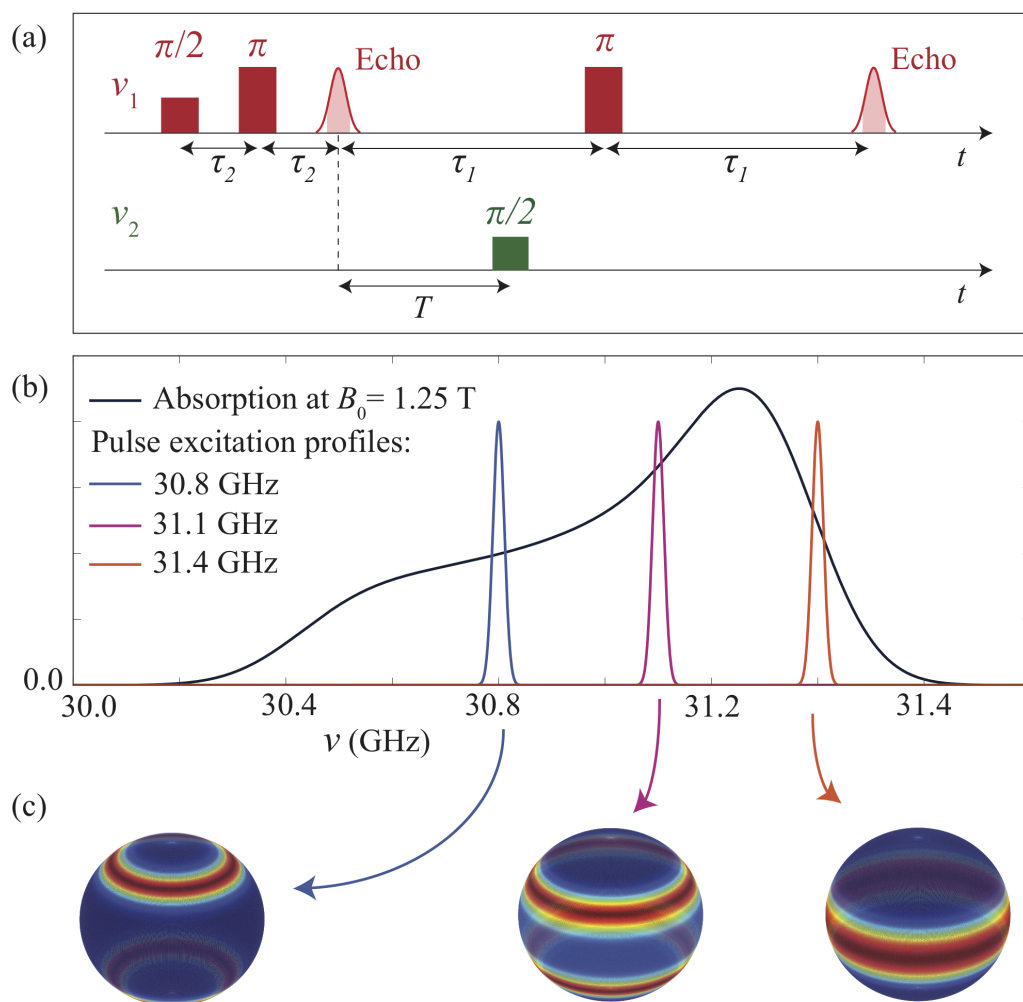 (a)
π/2 π Echo π Echo
ν1
τ2 τ2 τ1 τ1 t
π/2
ν2
T t
(b)
Absorption at B0= 1.25 T
Pulse excitation profiles:
30.8 GHz
31.1 GHz
31.4 GHz
0.0
30.0 30.4 30.8 31.2 31.4
ν (GHz)
(c)